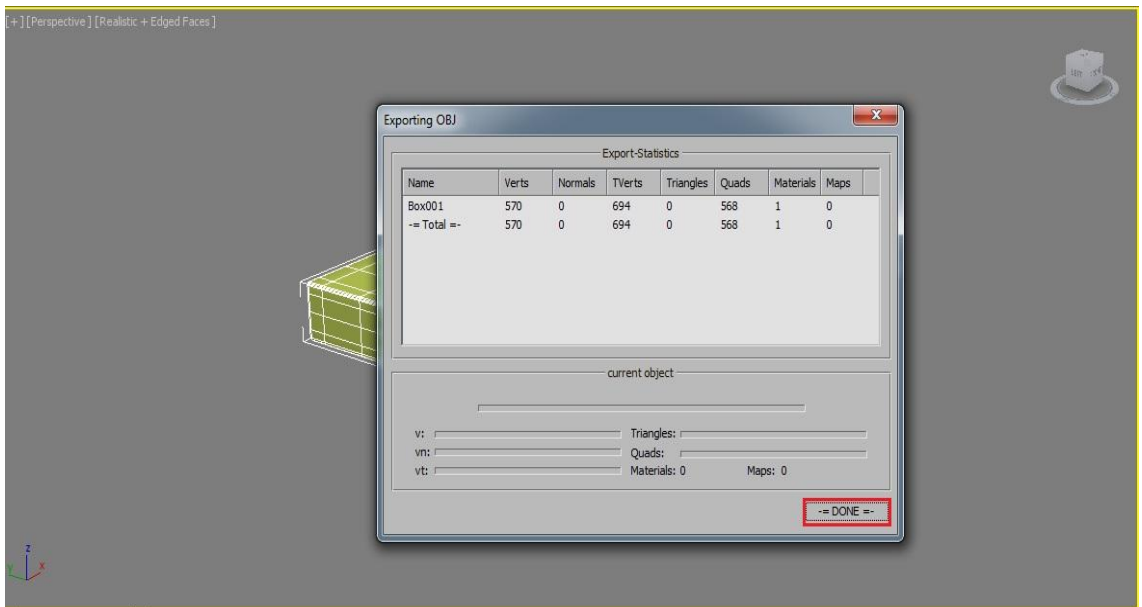 [+] [Perspective] [Realistic + Edged Faces]
Exporting OBJ
X
Export-Statistics
Name Verts Normals TVerts Triangles Quads Materials Maps
Box001 570 0 694 0 568 1 0
-= Total =- 570 0 694 0 568 1 0
current object
v: Triangles:
vn: Quads:
vt: Materials: 0 Maps: 0
-= DONE =-
z
y x